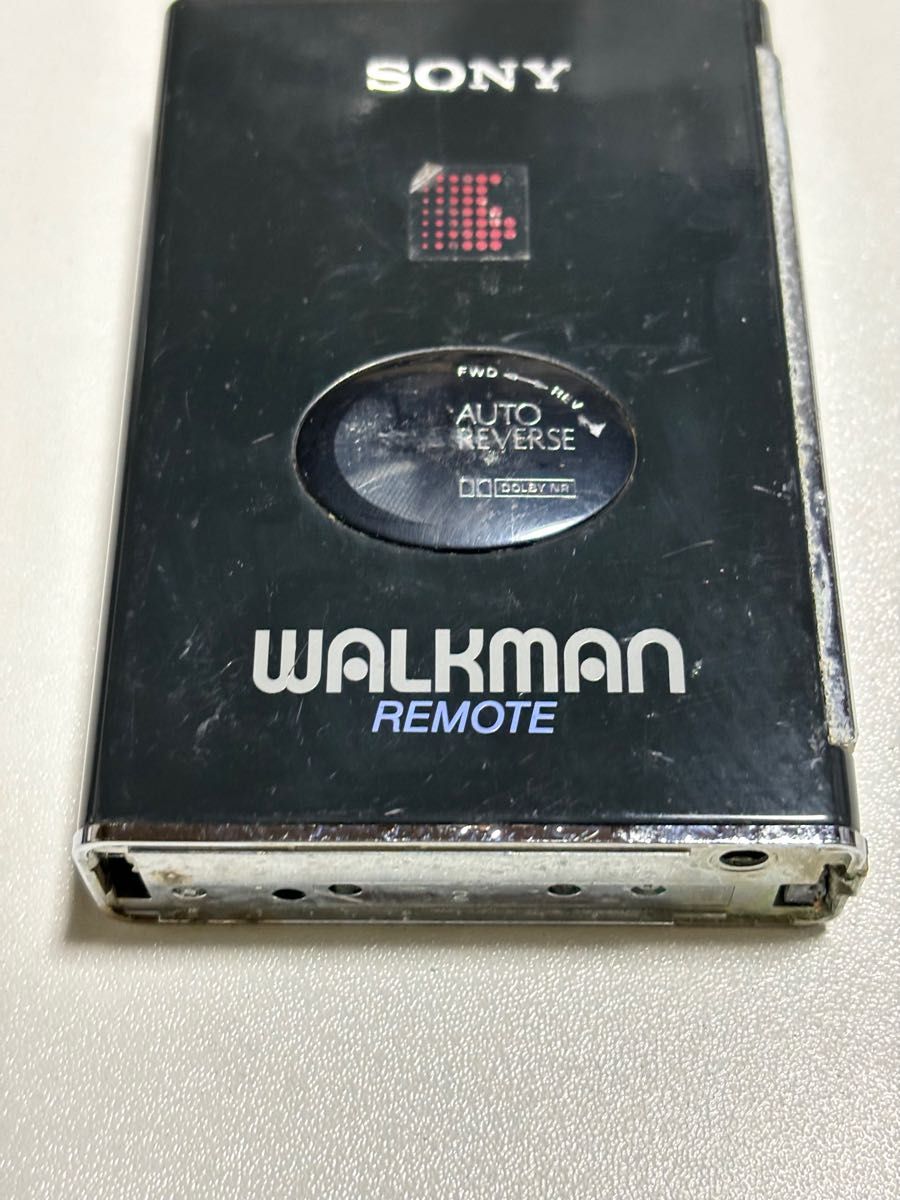 SONY
FWD REV
AUTO
REVERSE
DOLBY NR
WALKMAN
REMOTE